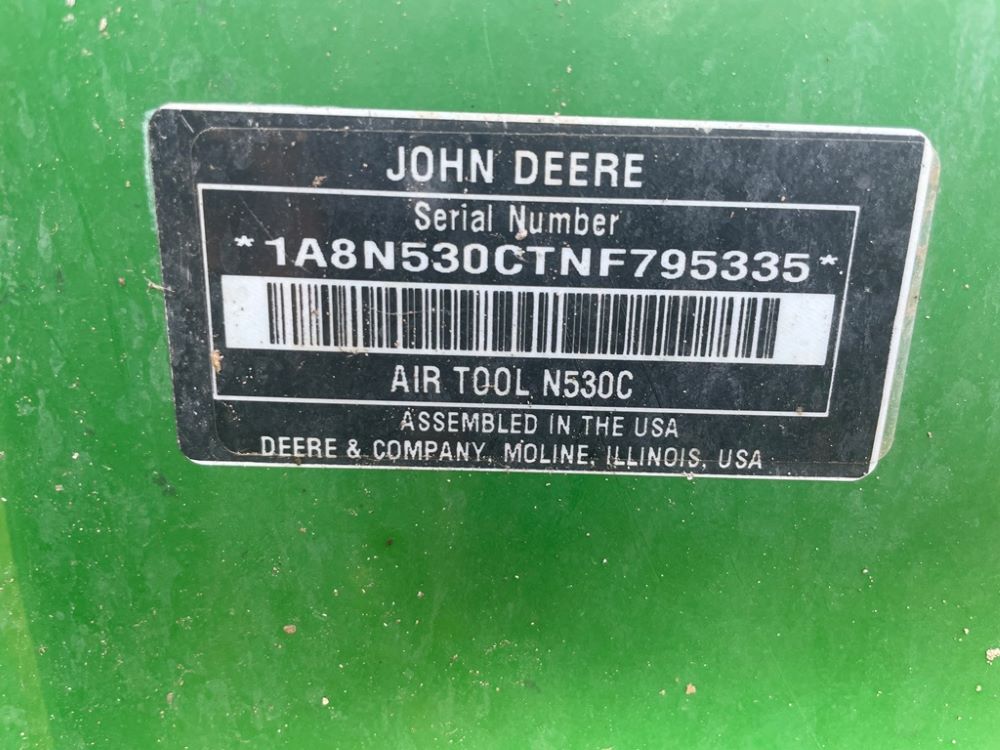 JOHN DEERE
Serial Number
*1A8N530CTNF795335*
AIR TOOL N530C
ASSEMBLED IN THE USA
DEERE & COMPANY, MOLINE, ILLINOIS, USA